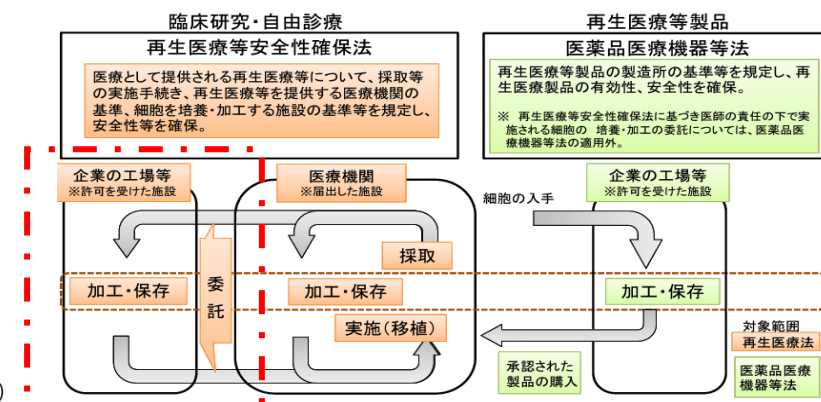 臨床研究・自由診療
再生医療等安全性確保法
医療として提供される再生医療等について、採取等
の実施手続き、再生医療等を提供する医療機関の
基準、細胞を培養・加工する施設の基準等を規定し、
安全性等を確保。
再生医療等製品
医薬品医療機器等法
再生医療等製品の製造所の基準等を規定し、再
生医療製品の有効性、安全性を確保。
※ 再生医療等安全性確保法に基づき医師の責任の下で実
施される細胞の 培養・加工の委託については、医薬品医
療機器等法の適用外。
企業の工場等
※許可を受けた施設
医療機関
※届出した施設
細胞の入手
企業の工場等
※許可を受けた施設
採取
加工・保存
委
託
加工・保存
加工・保存
実施(移植)
承認された
製品の購入
対象範囲
再生医療法
医薬品医療
機器等法
)